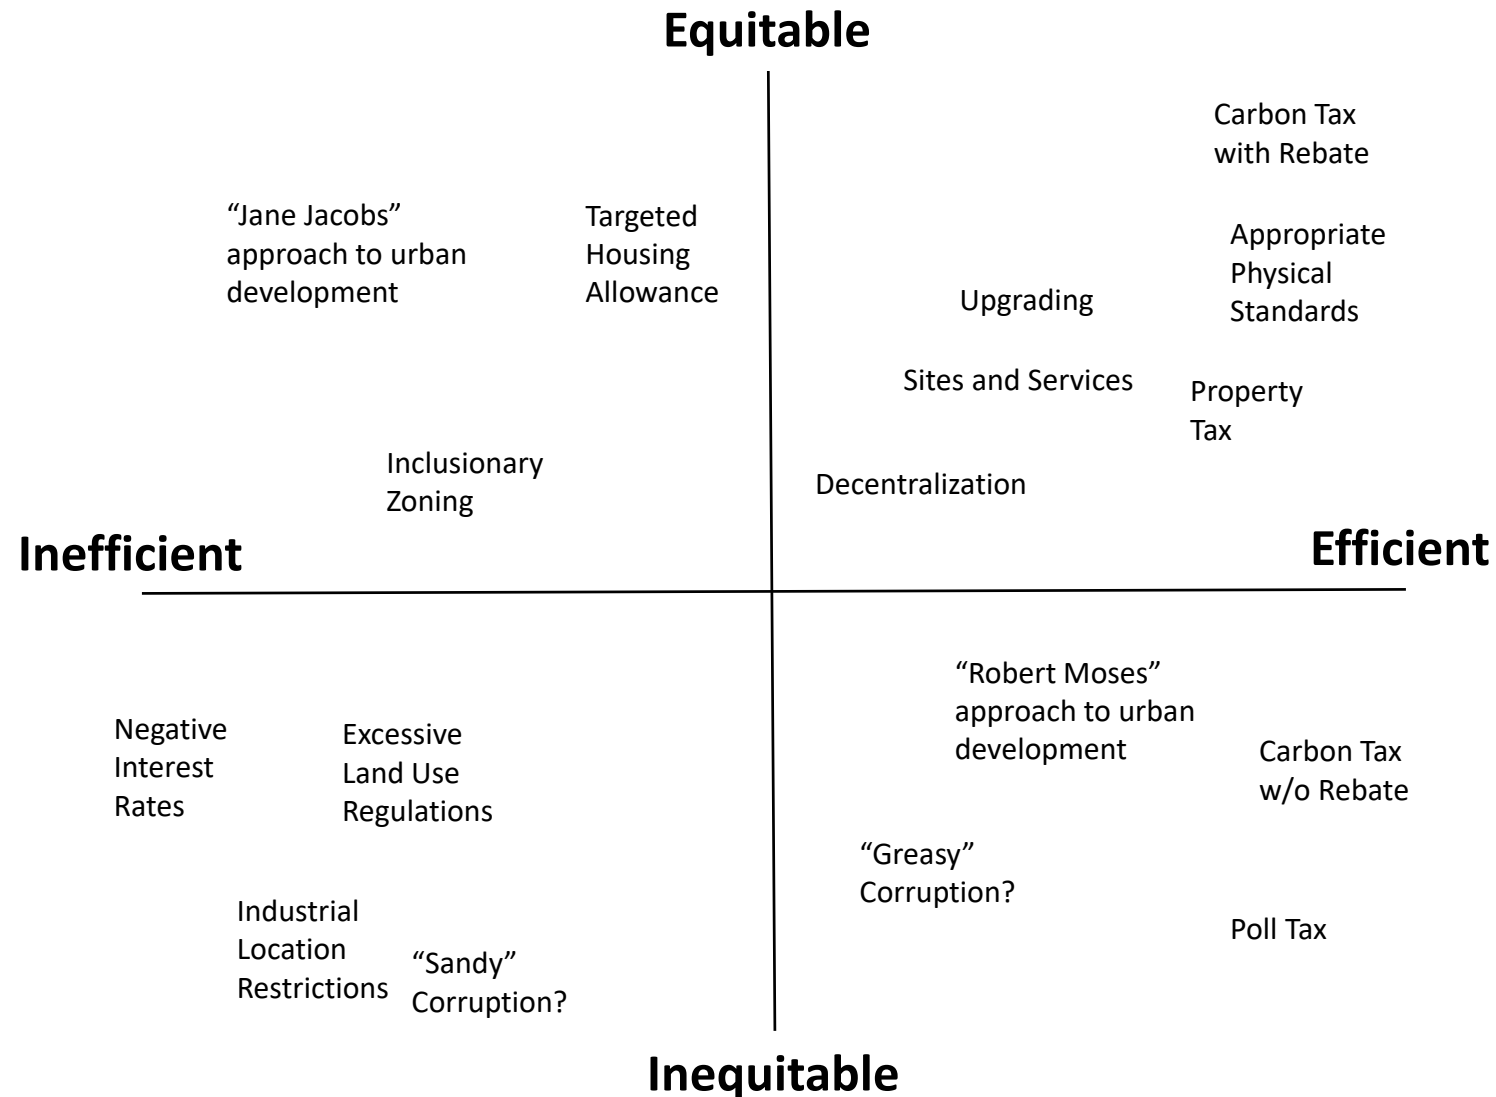 Equitable
Carbon Tax
with Rebate
“Jane Jacobs”
approach to urban
development
Targeted
Housing
Allowance
Appropriate
Physical
Standards
Upgrading
Sites and Services
Property
Tax
Inclusionary
Zoning
Decentralization
Inefficient
Efficient
“Robert Moses”
approach to urban
development
Negative
Interest
Rates
Excessive
Land Use
Regulations
Carbon Tax
w/o Rebate
“Greasy”
Corruption?
Industrial
Location
Restrictions
“Sandy”
Corruption?
Poll Tax
Inequitable